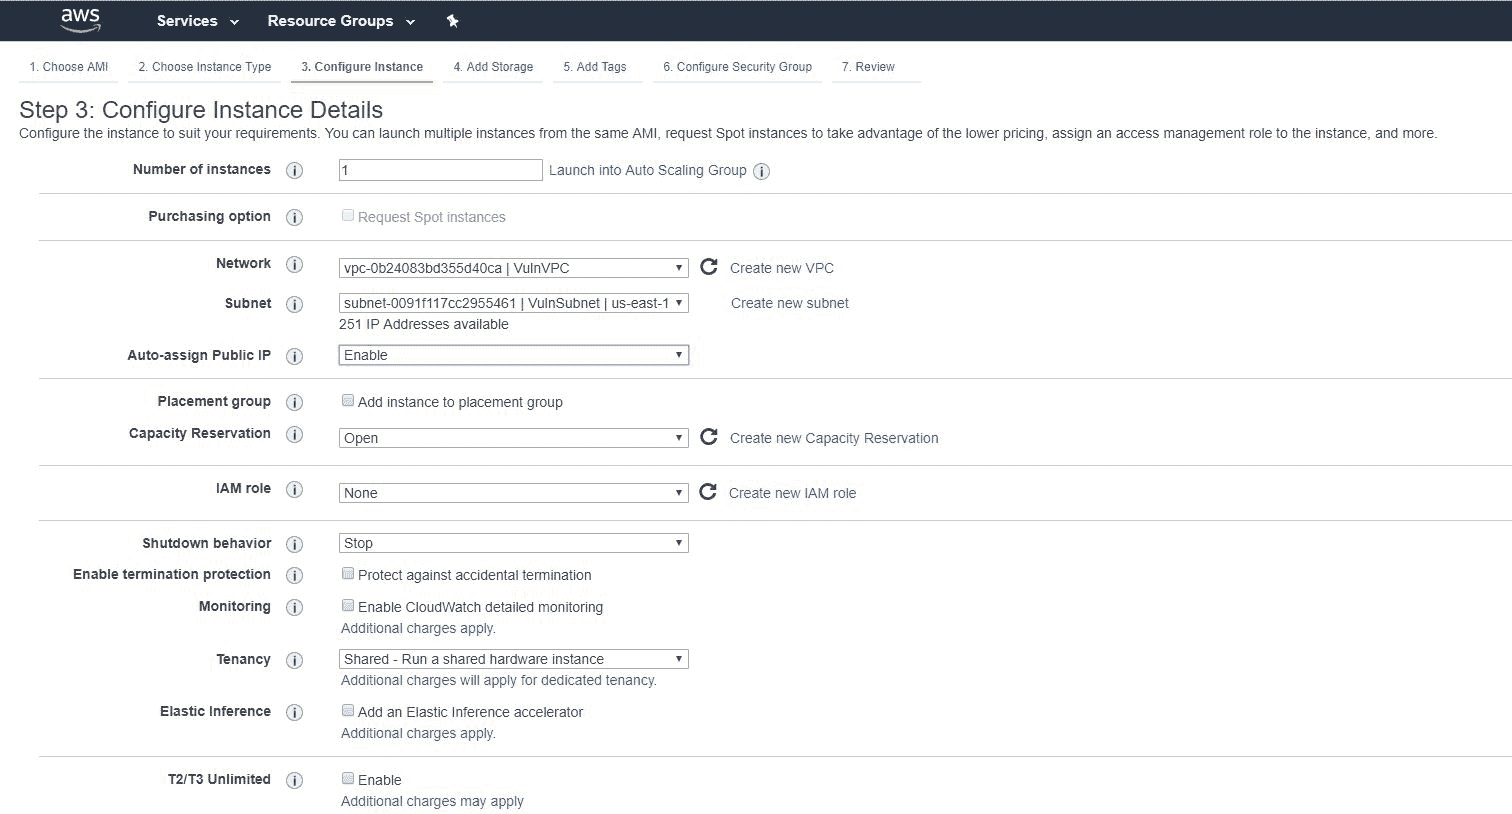 aws Services Resource Groups
1. Choose AMI 2. Choose Instance Type 3. Configure Instance 4. Add Storage 5. Add Tags 6. Configure Security Group 7. Review
Step 3: Configure Instance Details
Configure the instance to suit your requirements. You can launch multiple instances from the same AMI, request Spot instances to take advantage of the lower pricing, assign an access management role to the instance, and more.
Number of instances i 1 Launch into Auto Scaling Group i
Purchasing option i Request Spot instances
Network i vpc-0b24083bd355d40ca | VulnVPC Create new VPC
Subnet i subnet-0091f117cc2955461 | VulnSubnet | us-east-1 Create new subnet
251 IP Addresses available
Auto-assign Public IP i Enable
Placement group i Add instance to placement group
Capacity Reservation i Open Create new Capacity Reservation
IAM role i None Create new IAM role
Shutdown behavior i Stop
Enable termination protection i Protect against accidental termination
Monitoring i Enable CloudWatch detailed monitoring
Additional charges apply.
Tenancy i Shared - Run a shared hardware instance
Additional charges will apply for dedicated tenancy.
Elastic Inference i Add an Elastic Inference accelerator
Additional charges apply.
T2/T3 Unlimited i Enable
Additional charges may apply